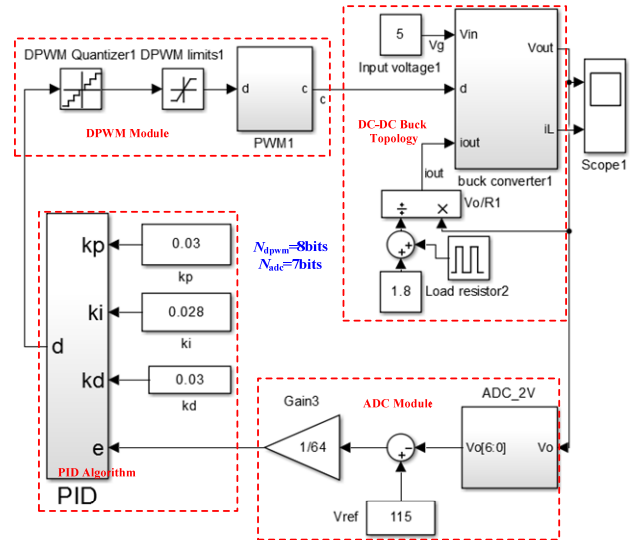 DPWM Quantizer1
DPWM limits1
d
c
PWM1
c
DPWM Module
5
Vg
Input voltage1
Vin
d
iout
Vout
iL
buck converter1
Scope1
DC-DC Buck
Topology
iout
÷
×
Vo/R1
+
+
1.8
Load resistor2
N_dpwm=8bits
N_adc=7bits
kp
ki
d
kd
e
PID
0.03
kp
0.028
ki
0.03
kd
PID Algorithm
Gain3
1/64
ADC Module
-
+
Vref
115
ADC_2V
Vo[6:0]
Vo